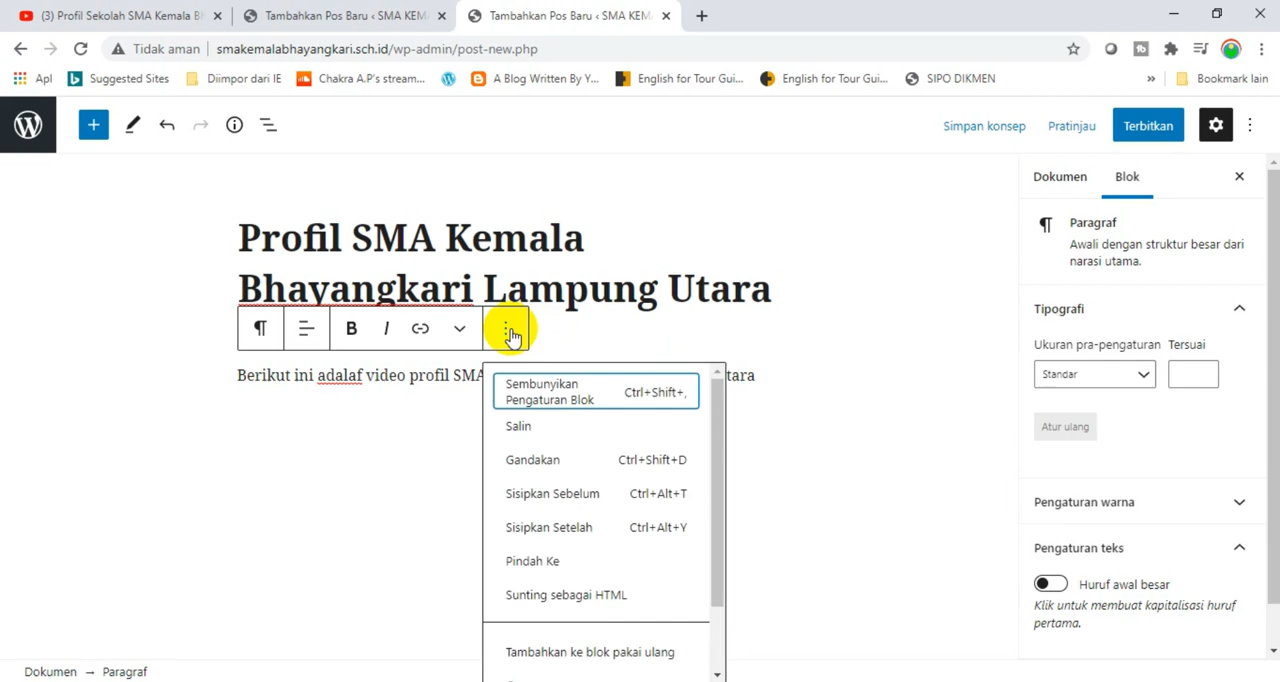 (3) Profil Sekolah SMA Kemala B
Tambahkan Pos Baru ‹ SMA KEM
Tambahkan Pos Baru ‹ SMA KEM
Tidak aman
smakemalabhayangkari.sch.id/wp-admin/post-new.php
Apl
Suggested Sites
Diimpor dari IE
Chakra A.P's stream...
A Blog Written By Y...
English for Tour Gui...
English for Tour Gui...
SIPO DIKMEN
»
Bookmark lain
Simpan konsep
Pratinjau
Terbitkan
Dokumen
Blok
Profil SMA Kemala
Bhayangkari Lampung Utara
Paragraf
Awali dengan struktur besar dari
narasi utama.
B I
Tipografi
Ukuran pra-pengaturan Tersuai
Standar
Berikut ini adalaf video profil SMA
tara
Sembunyikan
Pengaturan Blok Ctrl+Shift+,
Salin
Atur ulang
Gandakan Ctrl+Shift+D
Sisipkan Sebelum Ctrl+Alt+T
Pengaturan warna
Sisipkan Setelah Ctrl+Alt+Y
Pengaturan teks
Pindah Ke
Huruf awal besar
Sunting sebagai HTML
Klik untuk membuat kapitalisasi huruf
pertama.
Tambahkan ke blok pakai ulang
Dokumen → Paragraf